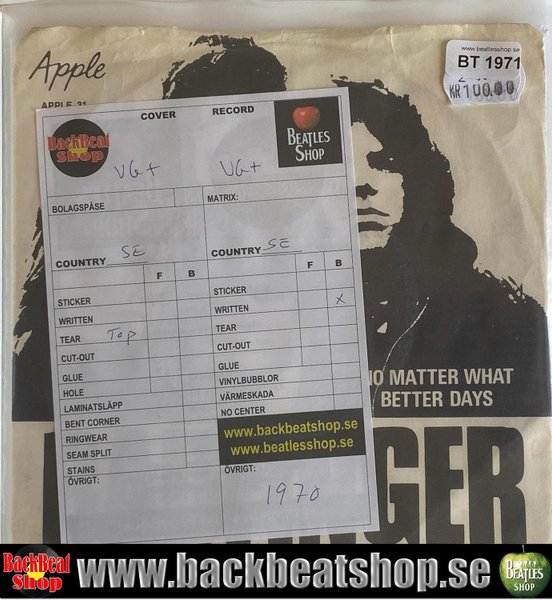 www.beatlesshop.se
BT 1971
KR 100.00
Apple
APPLE 31
COVER RECORD
BackBeat Shop
BEATLES SHOP
VG+ VG+
BOLAGSPÅSE MATRIX:
COUNTRY SE COUNTRY SE
F B F B
STICKER STICKER
WRITTEN WRITTEN X
TEAR Top TEAR
CUT-OUT CUT-OUT
GLUE GLUE
HOLE VINYLBUBBLOR
LAMINATSLÄPP VÄRMESKADA
BENT CORNER NO CENTER
RINGWEAR www.backbeatshop.se
SEAM SPLIT www.beatlesshop.se
STAINS
ÖVRIGT: ÖVRIGT:
1970
NO MATTER WHAT
BETTER DAYS
BackBeat Shop www.backbeatshop.se BEATLES SHOP